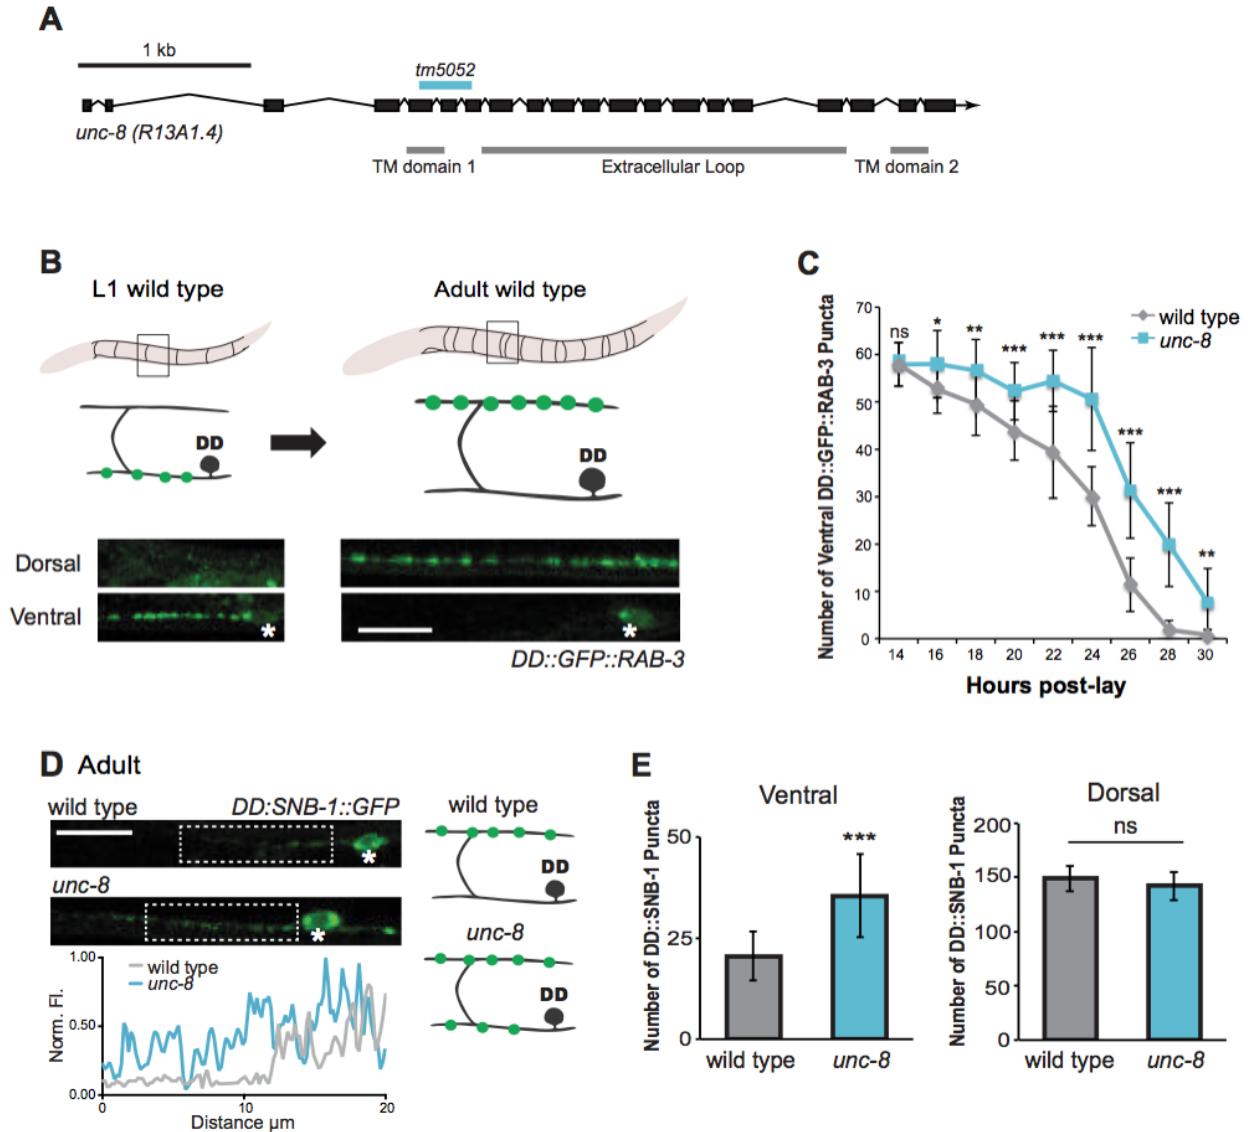 A
1 kb
tm5052
unc-8 (R13A1.4)
TM domain 1
Extracellular Loop
TM domain 2
B
L1 wild type
Adult wild type
DD
DD
Dorsal
Ventral
*
*
DD::GFP::RAB-3
C
Number of Ventral DD::GFP::RAB-3 Puncta
70
60
50
40
30
20
10
0
ns
*
**
***
***
***
***
***
**
wild type
unc-8
14 16 18 20 22 24 26 28 30
Hours post-lay
D Adult
wild type DD:SNB-1::GFP
*
unc-8
*
wild type
DD
unc-8
DD
Norm. Fl.
1.00
0.50
0.00
wild type
unc-8
0 10 20
Distance µm
E
Ventral
Number of DD::SNB-1 Puncta
50
25
0
***
wild type unc-8
Dorsal
Number of DD::SNB-1 Puncta
200
150
100
50
0
ns
wild type unc-8